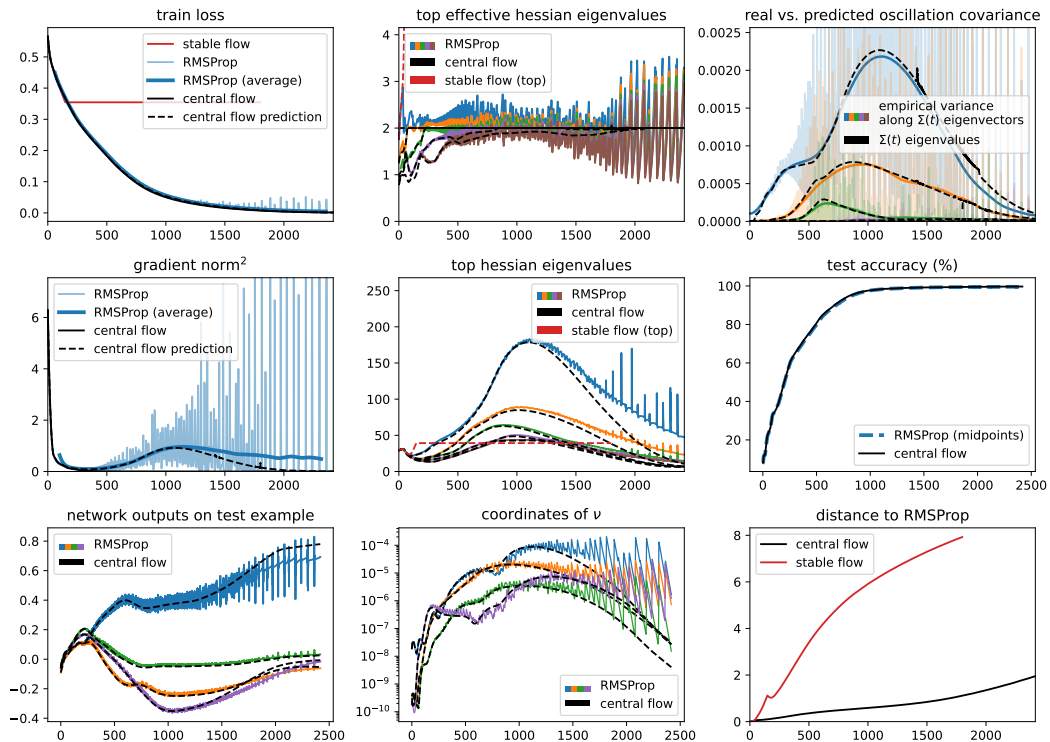 train loss
0.5
0.4
0.3
0.2
0.1
0.0
0
500
1000
1500
2000
stable flow
RMSProp
RMSProp (average)
central flow
central flow prediction
top effective hessian eigenvalues
4
3
2
1
0
0
500
1000
1500
2000
RMSProp
central flow
stable flow (top)
real vs. predicted oscillation covariance
0.0025
0.0020
0.0015
0.0010
0.0005
0.0000
0
500
1000
1500
2000
empirical variance
along Σ(t) eigenvectors
Σ(t) eigenvalues
gradient norm²
6
4
2
0
0
500
1000
1500
2000
RMSProp
RMSProp (average)
central flow
central flow prediction
top hessian eigenvalues
250
200
150
100
50
0
0
500
1000
1500
2000
RMSProp
central flow
stable flow (top)
test accuracy (%)
100
80
60
40
20
0
500
1000
1500
2000
2500
RMSProp (midpoints)
central flow
network outputs on test example
0.8
0.6
0.4
0.2
0.0
−0.2
−0.4
0
500
1000
1500
2000
2500
RMSProp
central flow
coordinates of ν
10⁻⁴
10⁻⁵
10⁻⁶
10⁻⁷
10⁻⁸
10⁻⁹
10⁻¹⁰
0
500
1000
1500
2000
2500
RMSProp
central flow
distance to RMSProp
8
6
4
2
0
0
500
1000
1500
2000
central flow
stable flow